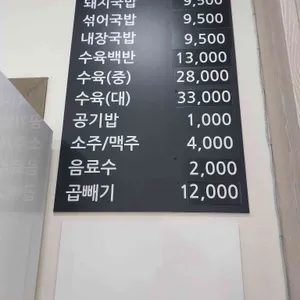 돼지국밥 9,500
섞어국밥 9,500
내장국밥 9,500
수육백반 13,000
수육(중) 28,000
수육(대) 33,000
공기밥 1,000
소주/맥주 4,000
음료수 2,000
곱빼기 12,000